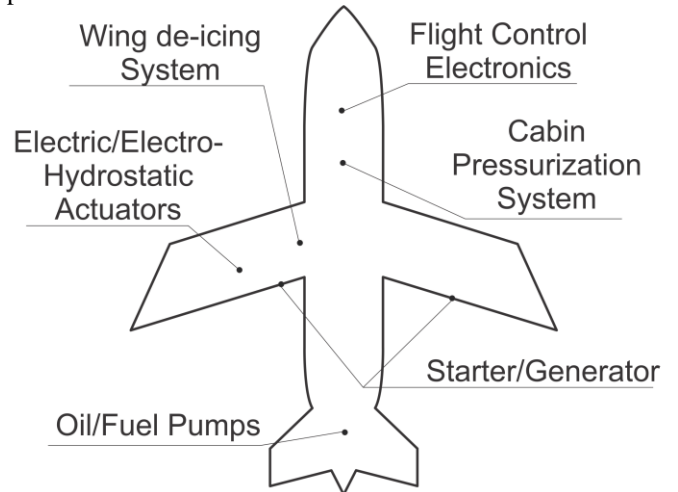 Wing de-icing
System
Flight Control
Electronics
Electric/Electro-
Hydrostatic
Actuators
Cabin
Pressurization
System
Starter/Generator
Oil/Fuel Pumps